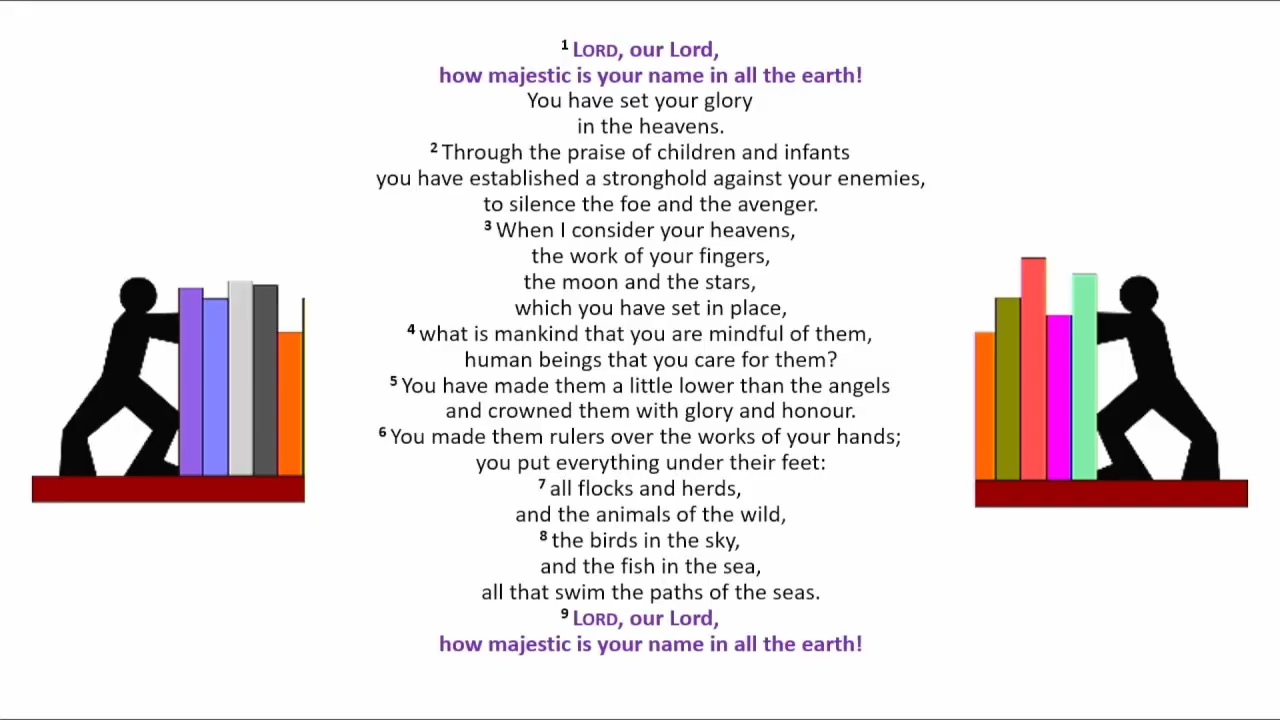 1 LORD, our Lord,
how majestic is your name in all the earth!
You have set your glory
in the heavens.
2 Through the praise of children and infants
you have established a stronghold against your enemies,
to silence the foe and the avenger.
3 When I consider your heavens,
the work of your fingers,
the moon and the stars,
which you have set in place,
4 what is mankind that you are mindful of them,
human beings that you care for them?
5 You have made them a little lower than the angels
and crowned them with glory and honour.
6 You made them rulers over the works of your hands;
you put everything under their feet:
7 all flocks and herds,
and the animals of the wild,
8 the birds in the sky,
and the fish in the sea,
all that swim the paths of the seas.
9 LORD, our Lord,
how majestic is your name in all the earth!